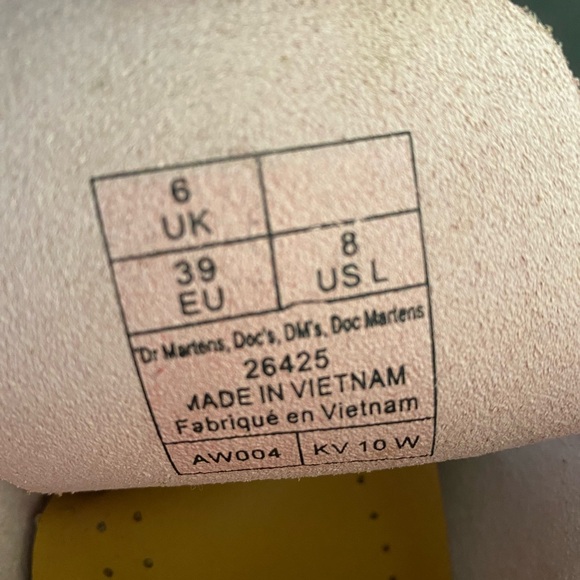 6
UK
39
EU
8
US L
"Dr Martens, Doc's, DM's, Doc Martens
26425
MADE IN VIETNAM
Fabriqué en Vietnam
AW004
KV 10 W